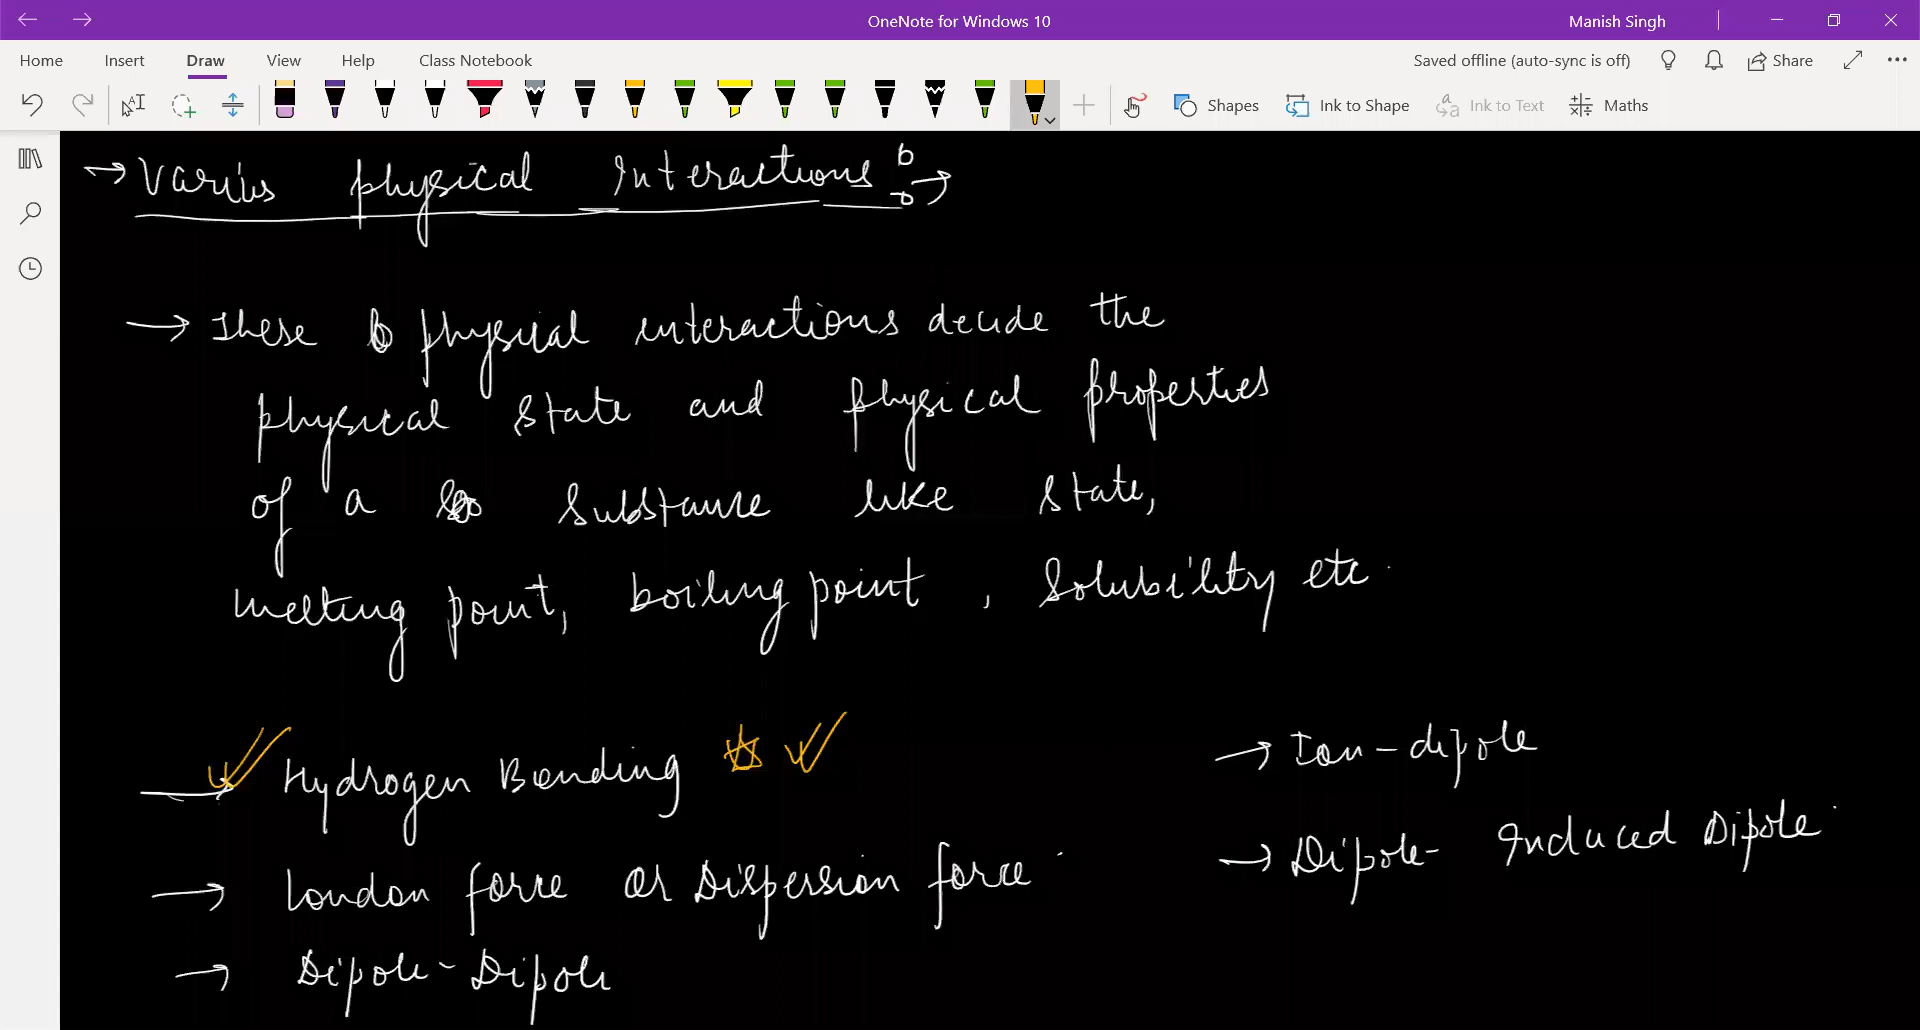 OneNote for Windows 10
Manish Singh
Home Insert Draw View Help Class Notebook
Saved offline (auto-sync is off) Share
Shapes Ink to Shape Ink to Text Maths
→ Various physical Interactions →
→ These physical interactions decide the
physical state and physical properties
of a substance like state,
melting point, boiling point, Solubility etc.
→ Hydrogen Bonding
→ London force or Dispersion force.
→ Dipole-Dipole
→ Ion-dipole
→ Dipole- Induced Dipole.